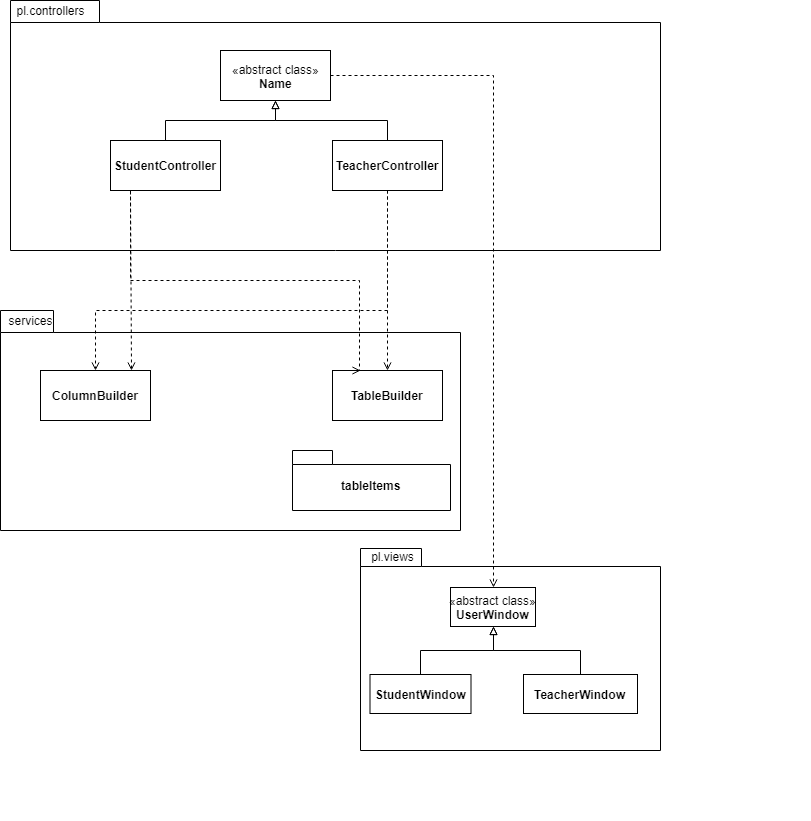 pl.controllers
«abstract class»
Name
StudentController
TeacherController
services
ColumnBuilder
TableBuilder
tableItems
pl.views
«abstract class»
UserWindow
StudentWindow
TeacherWindow